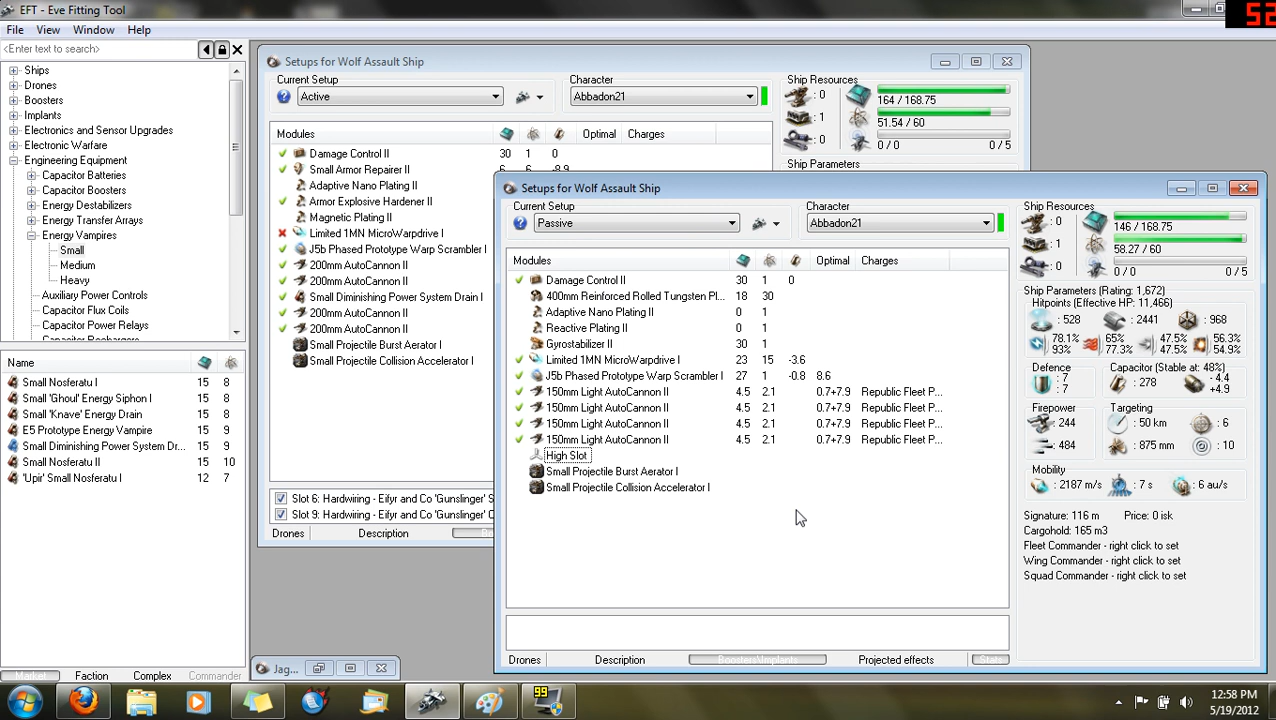 EFT - Eve Fitting Tool
52
File View Window Help
<Enter text to search>
Ships
Drones
Boosters
Implants
Electronics and Sensor Upgrades
Electronic Warfare
Engineering Equipment
Capacitor Batteries
Capacitor Boosters
Energy Destabilizers
Energy Transfer Arrays
Energy Vampires
Small
Medium
Heavy
Auxiliary Power Controls
Capacitor Flux Coils
Capacitor Power Relays
Name
Small Nosferatu I 15 8
Small 'Ghoul' Energy Siphon I 15 8
Small 'Knave' Energy Drain 15 8
E5 Prototype Energy Vampire 15 9
Small Diminishing Power System Dr... 15 9
Small Nosferatu II 15 10
'Upir' Small Nosferatu I 12 7
Market Faction Complex Commander
Setups for Wolf Assault Ship
Current Setup Character
Active Abbadon21
Modules Optimal Charges
Damage Control II 30 1 0
Small Armor Repairer II 6 6 -8.9
Adaptive Nano Plating II
Armor Explosive Hardener II
Magnetic Plating II
Limited 1MN MicroWarpdrive I
J5b Phased Prototype Warp Scrambler I
200mm AutoCannon II
200mm AutoCannon II
Small Diminishing Power System Drain I
200mm AutoCannon II
200mm AutoCannon II
Small Projectile Burst Aerator I
Small Projectile Collision Accelerator I
Slot 6: Hardwiring - Eifyr and Co 'Gunslinger' S
Slot 9: Hardwiring - Eifyr and Co 'Gunslinger' C
Drones Description
Ship Resources
: 0 164 / 168.75
: 1 51.54 / 60
: 0 0 / 0 0 / 5
Ship Parameters
Setups for Wolf Assault Ship
Current Setup Character
Passive Abbadon21
Modules Optimal Charges
Damage Control II 30 1 0
400mm Reinforced Rolled Tungsten Pl... 18 30
Adaptive Nano Plating II 0 1
Reactive Plating II 0 1
Gyrostabilizer II 30 1
Limited 1MN MicroWarpdrive I 23 15 -3.6
J5b Phased Prototype Warp Scrambler I 27 1 -0.8 8.6
150mm Light AutoCannon II 4.5 2.1 0.7+7.9 Republic Fleet P...
150mm Light AutoCannon II 4.5 2.1 0.7+7.9 Republic Fleet P...
150mm Light AutoCannon II 4.5 2.1 0.7+7.9 Republic Fleet P...
150mm Light AutoCannon II 4.5 2.1 0.7+7.9 Republic Fleet P...
High Slot
Small Projectile Burst Aerator I
Small Projectile Collision Accelerator I
Drones Description Boosters\Implants Projected effects Stats
Ship Resources
: 0 146 / 168.75
: 1 58.27 / 60
: 0 0 / 0 0 / 5
Ship Parameters (Rating: 1,672)
Hitpoints (Effective HP: 11,466)
: 528 : 2441 : 968
78.1% 65% 47.5% 56.3%
93% 77.3% 47.5% 54.9%
Defence Capacitor (Stable at: 48%)
: 7 : 278 -4.4
: 7 +4.9
Firepower Targeting
: 244 : 50 km : 6
: 484 : 875 mm : 10
Mobility
: 2187 m/s : 7 s : 6 au/s
Signature: 116 m Price: 0 isk
Cargohold: 165 m3
Fleet Commander - right click to set
Wing Commander - right click to set
Squad Commander - right click to set
Jag...
99
12:58 PM
5/19/2012